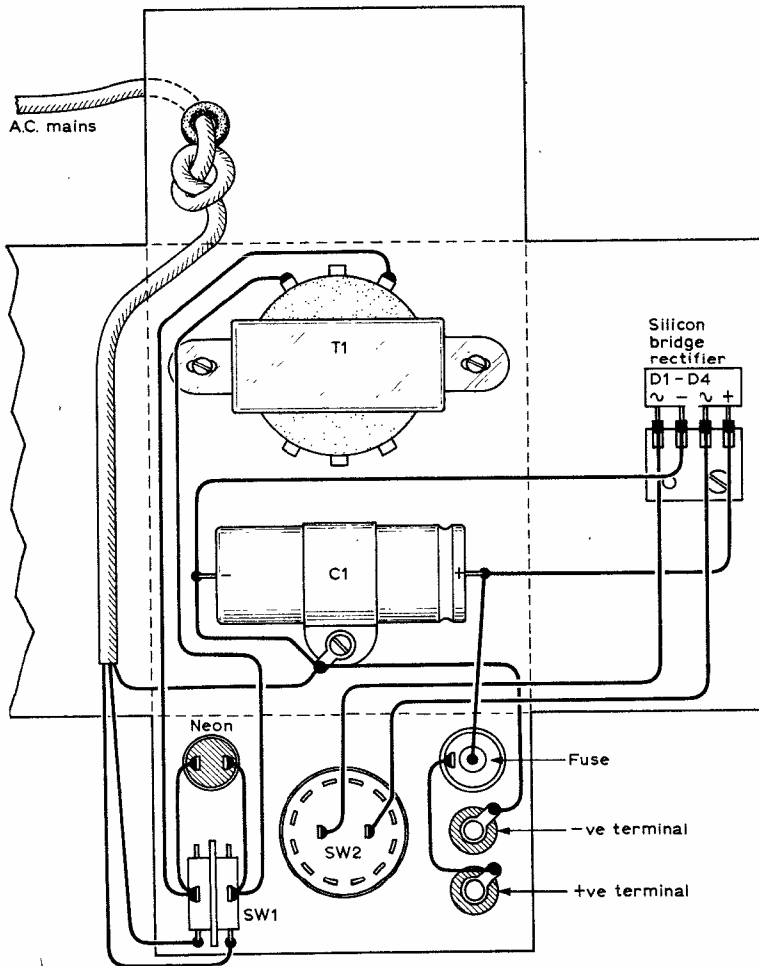 A.C. mains
T1
Silicon
bridge
rectifier
D1-D4
~ - ~ +
- C1 +
Neon
Fuse
SW2
-ve terminal
SW1
+ve terminal